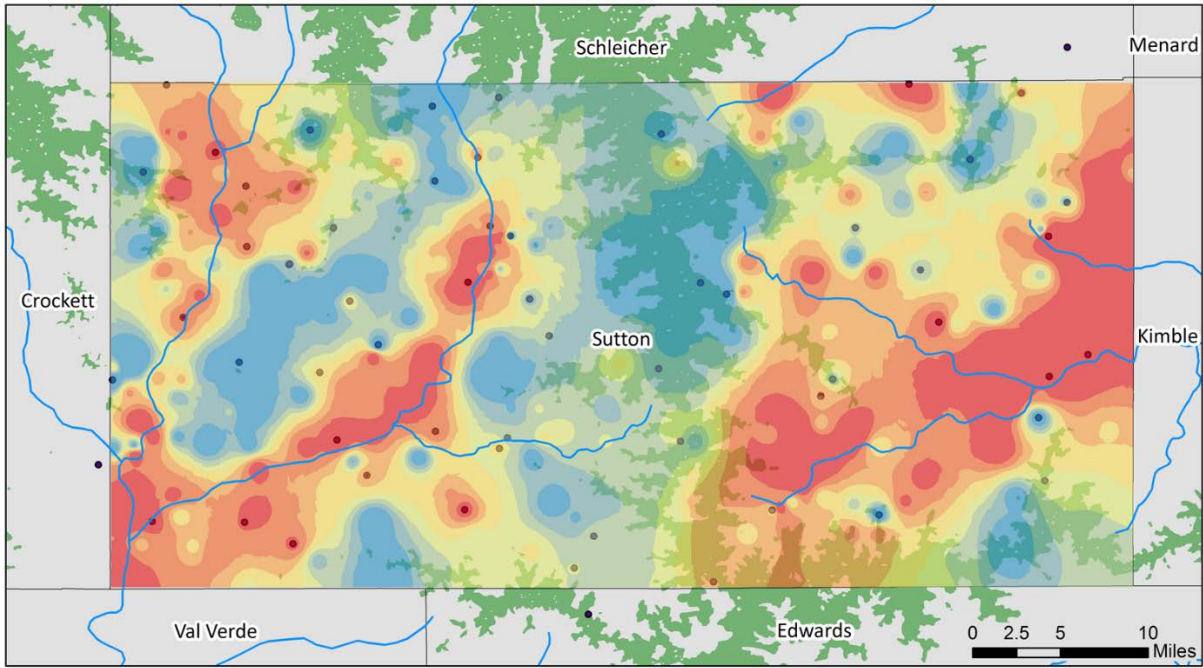 Schleicher
Menard
Crockett
Sutton
Kimble
Val Verde
Edwards
0 2.5 5 10
Miles